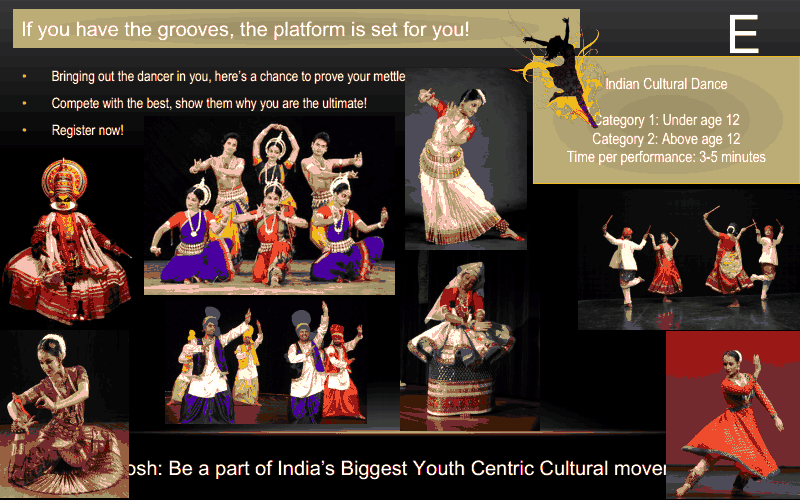 If you have the grooves, the platform is set for you!
E
• Bringing out the dancer in you, here's a chance to prove your mettle
• Compete with the best, show them why you are the ultimate!
• Register now!
Indian Cultural Dance
Category 1: Under age 12
Category 2: Above age 12
Time per performance: 3-5 minutes
osh: Be a part of India's Biggest Youth Centric Cultural mover